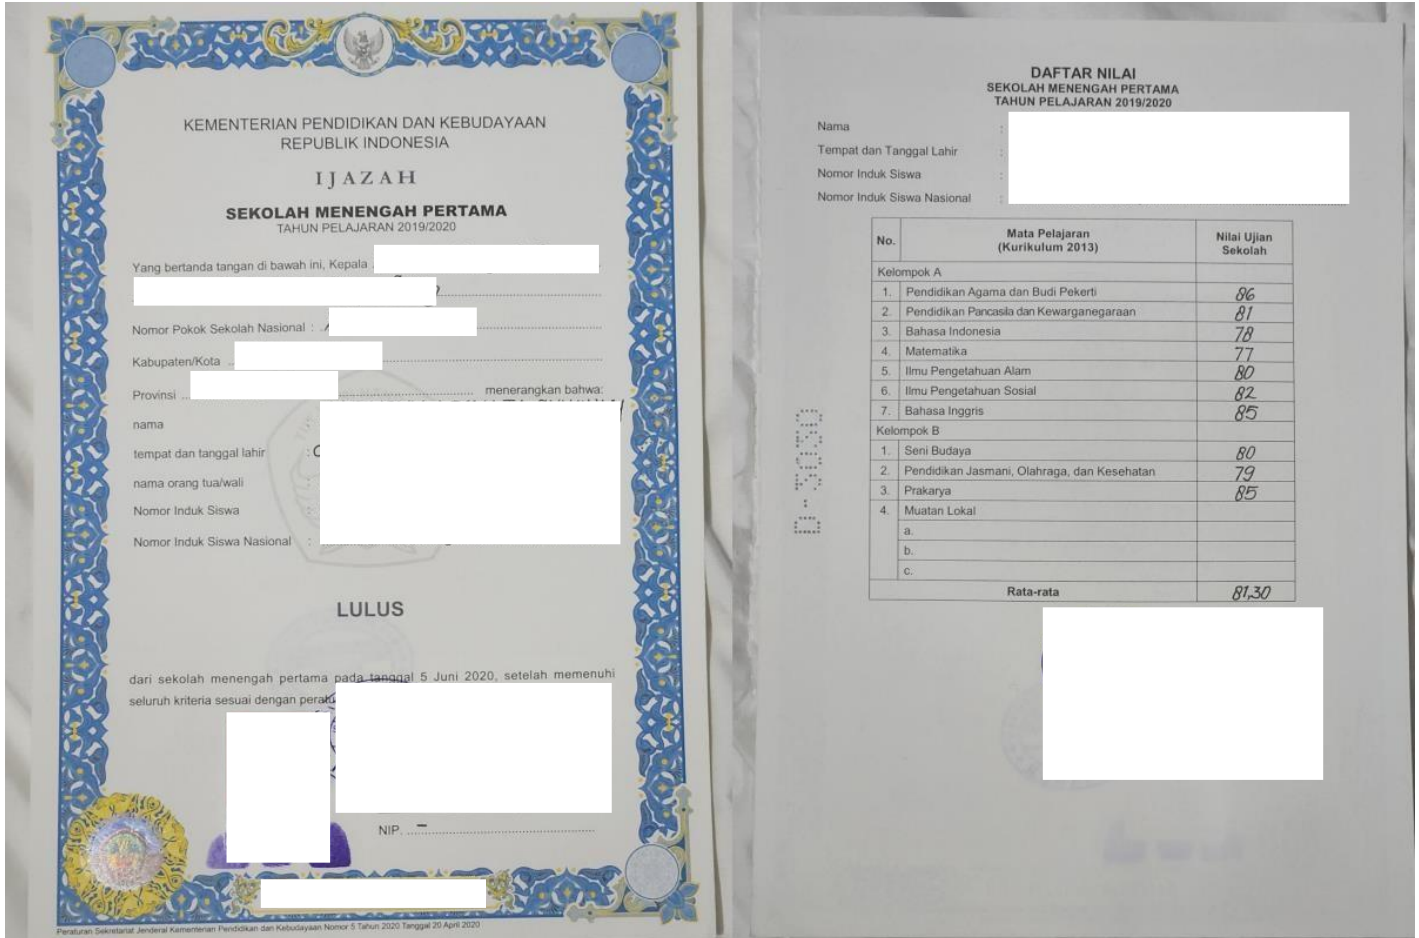 KEMENTERIAN PENDIDIKAN DAN KEBUDAYAAN
REPUBLIK INDONESIA
IJAZAH
SEKOLAH MENENGAH PERTAMA
TAHUN PELAJARAN 2019/2020
Yang bertanda tangan di bawah ini, Kepala
Nomor Pokok Sekolah Nasional :
Kabupaten/Kota
Provinsi
menerangkan bahwa:
nama
tempat dan tanggal lahir :
nama orang tua/wali :
Nomor Induk Siswa :
Nomor Induk Siswa Nasional :
LULUS
dari sekolah menengah pertama pada tanggal 5 Juni 2020, setelah memenuhi
seluruh kriteria sesuai dengan
NIP. –
Peraturan Sekretariat Jenderal Kementerian Pendidikan dan Kebudayaan Nomor 5 Tahun 2020 Tanggal 20 April 2020
DAFTAR NILAI
SEKOLAH MENENGAH PERTAMA
TAHUN PELAJARAN 2019/2020
Nama :
Tempat dan Tanggal Lahir :
Nomor Induk Siswa :
Nomor Induk Siswa Nasional :
No. Mata Pelajaran (Kurikulum 2013) Nilai Ujian Sekolah
Kelompok A
1. Pendidikan Agama dan Budi Pekerti 86
2. Pendidikan Pancasila dan Kewarganegaraan 81
3. Bahasa Indonesia 78
4. Matematika 77
5. Ilmu Pengetahuan Alam 80
6. Ilmu Pengetahuan Sosial 82
7. Bahasa Inggris 85
Kelompok B
1. Seni Budaya 80
2. Pendidikan Jasmani, Olahraga, dan Kesehatan 79
3. Prakarya 85
4. Muatan Lokal
a.
b.
c.
Rata-rata 81,30